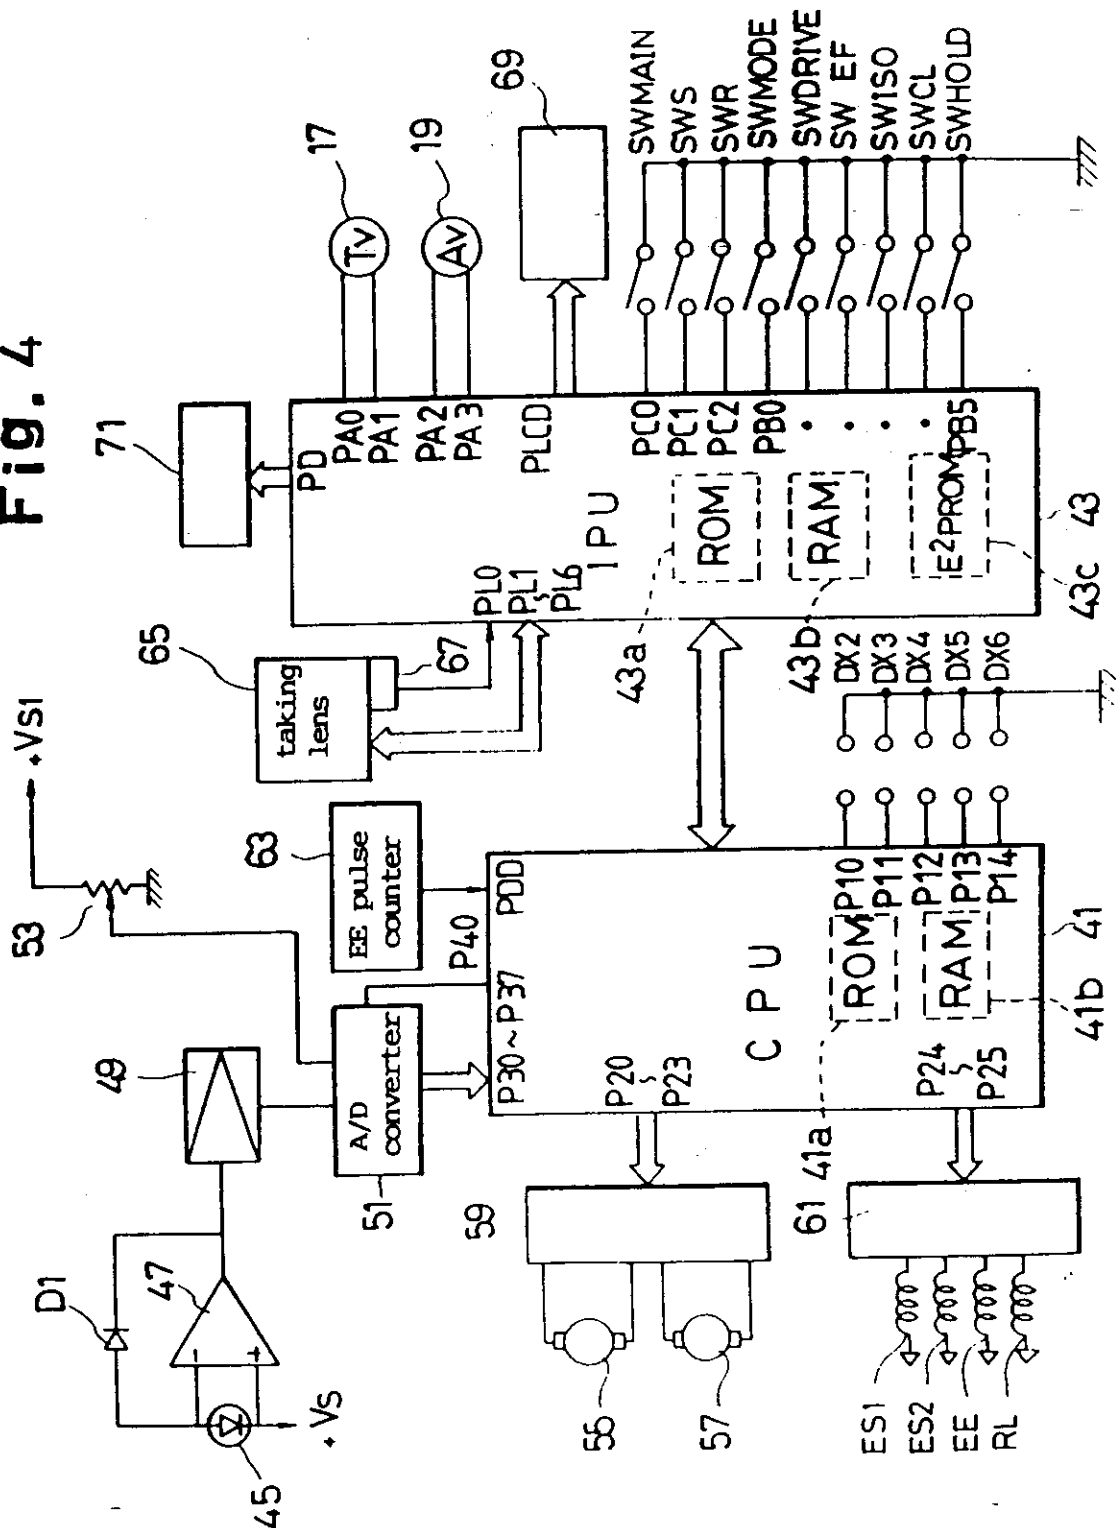 Fig. 4
D1
47
45
+Vs
49
53
+VS1
51
A/D
converter
63
EE pulse
counter
65
taking
lens
67
71
17
Tv
19
Av
69
PD
PA0
PA1
PA2
PA3
PLCD
PL0
PL1
PL6
IPU
PC0
PC1
PC2
PB0
PB5
ROM
RAM
E²PROM
43a
43b
43c
43
SWMAIN
SWS
SWR
SWMODE
SWDRIVE
SW EF
SWISO
SWCL
SWHOLD
P30~P37
P40
PDD
CPU
P20
P23
P24
P25
P10
P11
P12
P13
P14
ROM
RAM
41a
41b
41
DX2
DX3
DX4
DX5
DX6
59
57
61
ES1
ES2
EE
RL